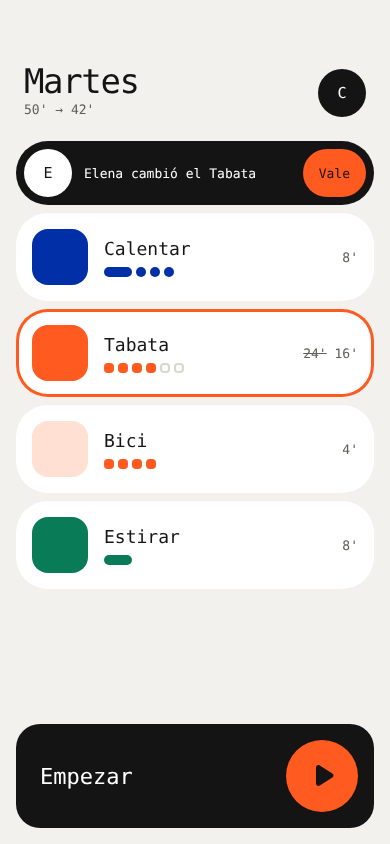 Martes
50' → 42'
C
E
Elena cambió el Tabata
Vale
Calentar
8'
Tabata
24' 16'
Bici
4'
Estirar
8'
Empezar